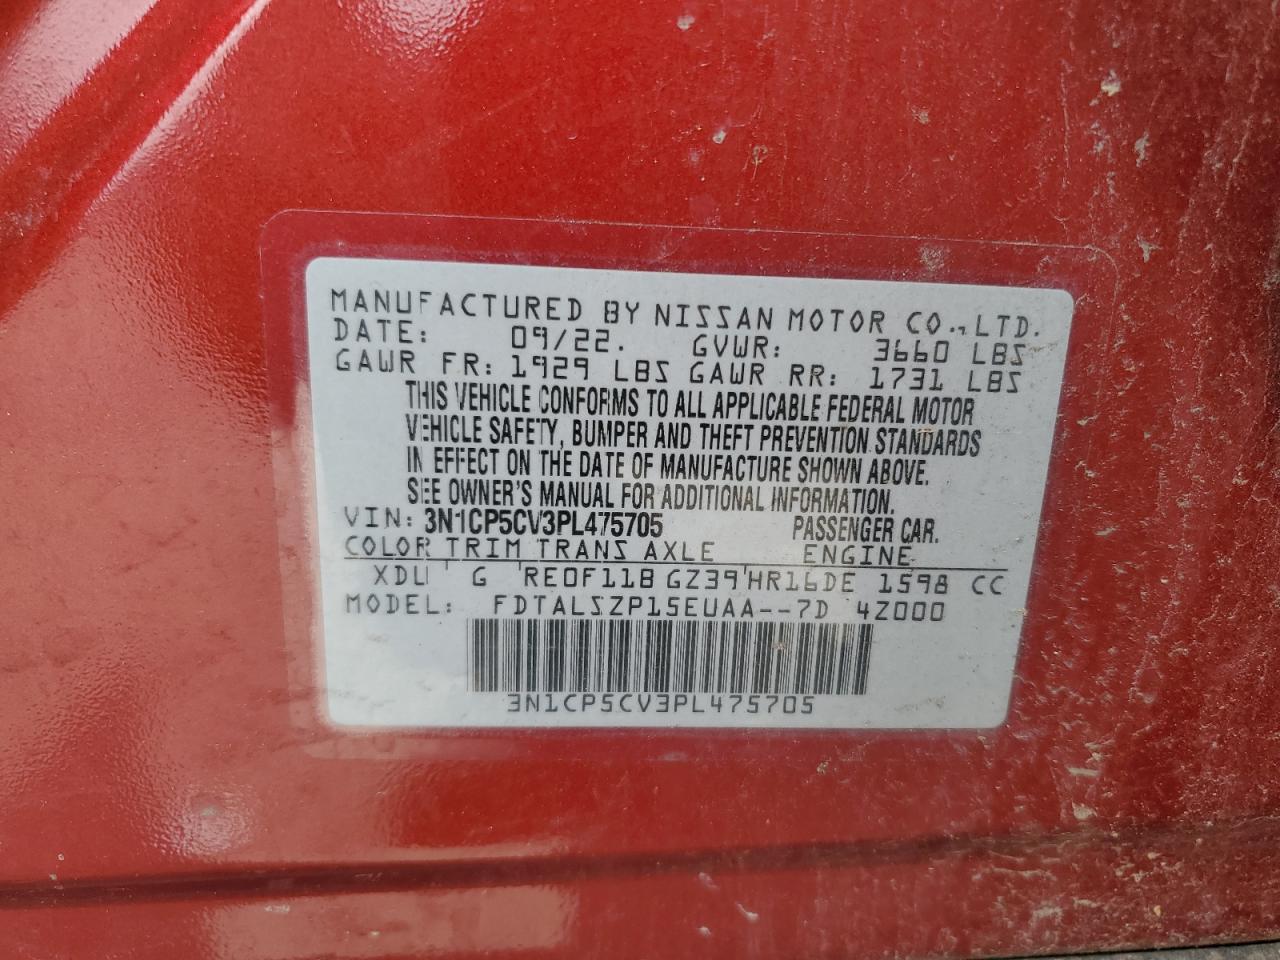 MANUFACTURED BY NISSAN MOTOR CO.,LTD.
DATE: 09/22. GVWR: 3660 LBS
GAWR FR: 1929 LBS GAWR RR: 1731 LBS
THIS VEHICLE CONFORMS TO ALL APPLICABLE FEDERAL MOTOR
VEHICLE SAFETY, BUMPER AND THEFT PREVENTION STANDARDS
IN EFFECT ON THE DATE OF MANUFACTURE SHOWN ABOVE.
SEE OWNER'S MANUAL FOR ADDITIONAL INFORMATION.
VIN: 3N1CP5CV3PL475705 PASSENGER CAR.
COLOR TRIM TRANS AXLE ENGINE
G RE0F11B GZ39 HR16DE 1598 CC
MODEL: FDTALSZP15EUAA--7D 4Z000
3N1CP5CV3PL475705